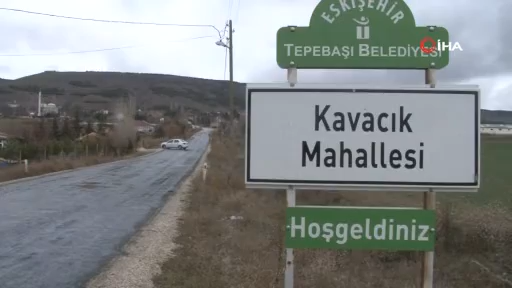 ESKİŞEHİR
TEPEBAŞI BELEDİYESİ
İHA
Kavacık
Mahallesi
Hoşgeldiniz